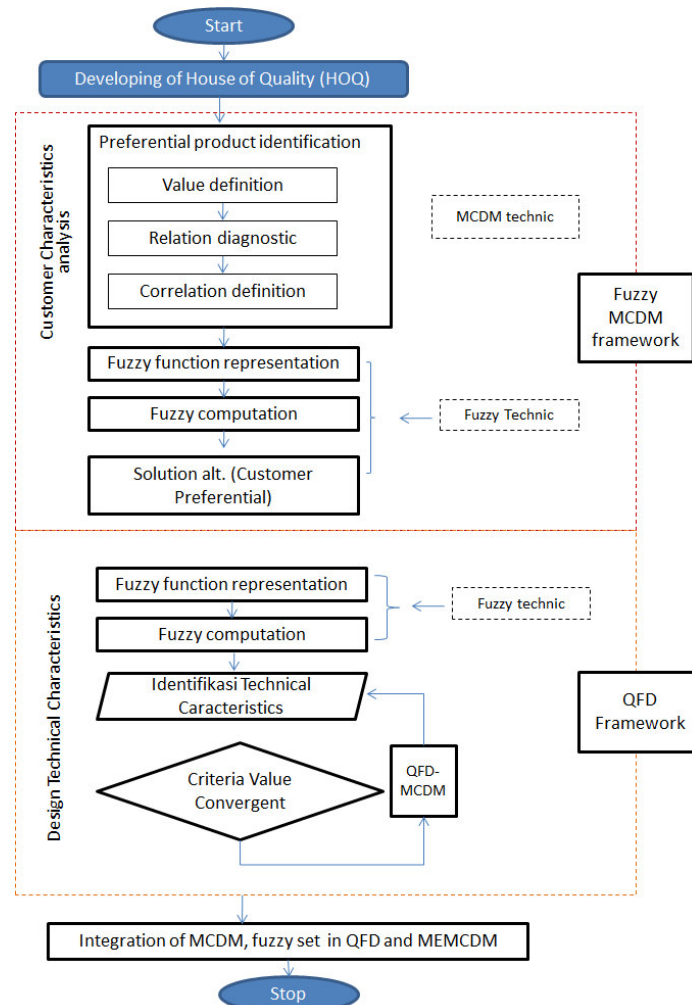 Start
Developing of House of Quality (HOQ)
Customer Characteristics
analysis
Preferential product identification
Value definition
Relation diagnostic
Correlation definition
MCDM technic
Fuzzy
MCDM
framework
Fuzzy function representation
Fuzzy computation
Fuzzy Technic
Solution alt. (Customer
Preferential)
Design Technical Characteristics
Fuzzy function representation
Fuzzy computation
Fuzzy technic
Identifikasi Technical
Caracteristics
QFD
Framework
Criteria Value
Convergent
QFD-
MCDM
Integration of MCDM, fuzzy set in QFD and MEMCDM
Stop